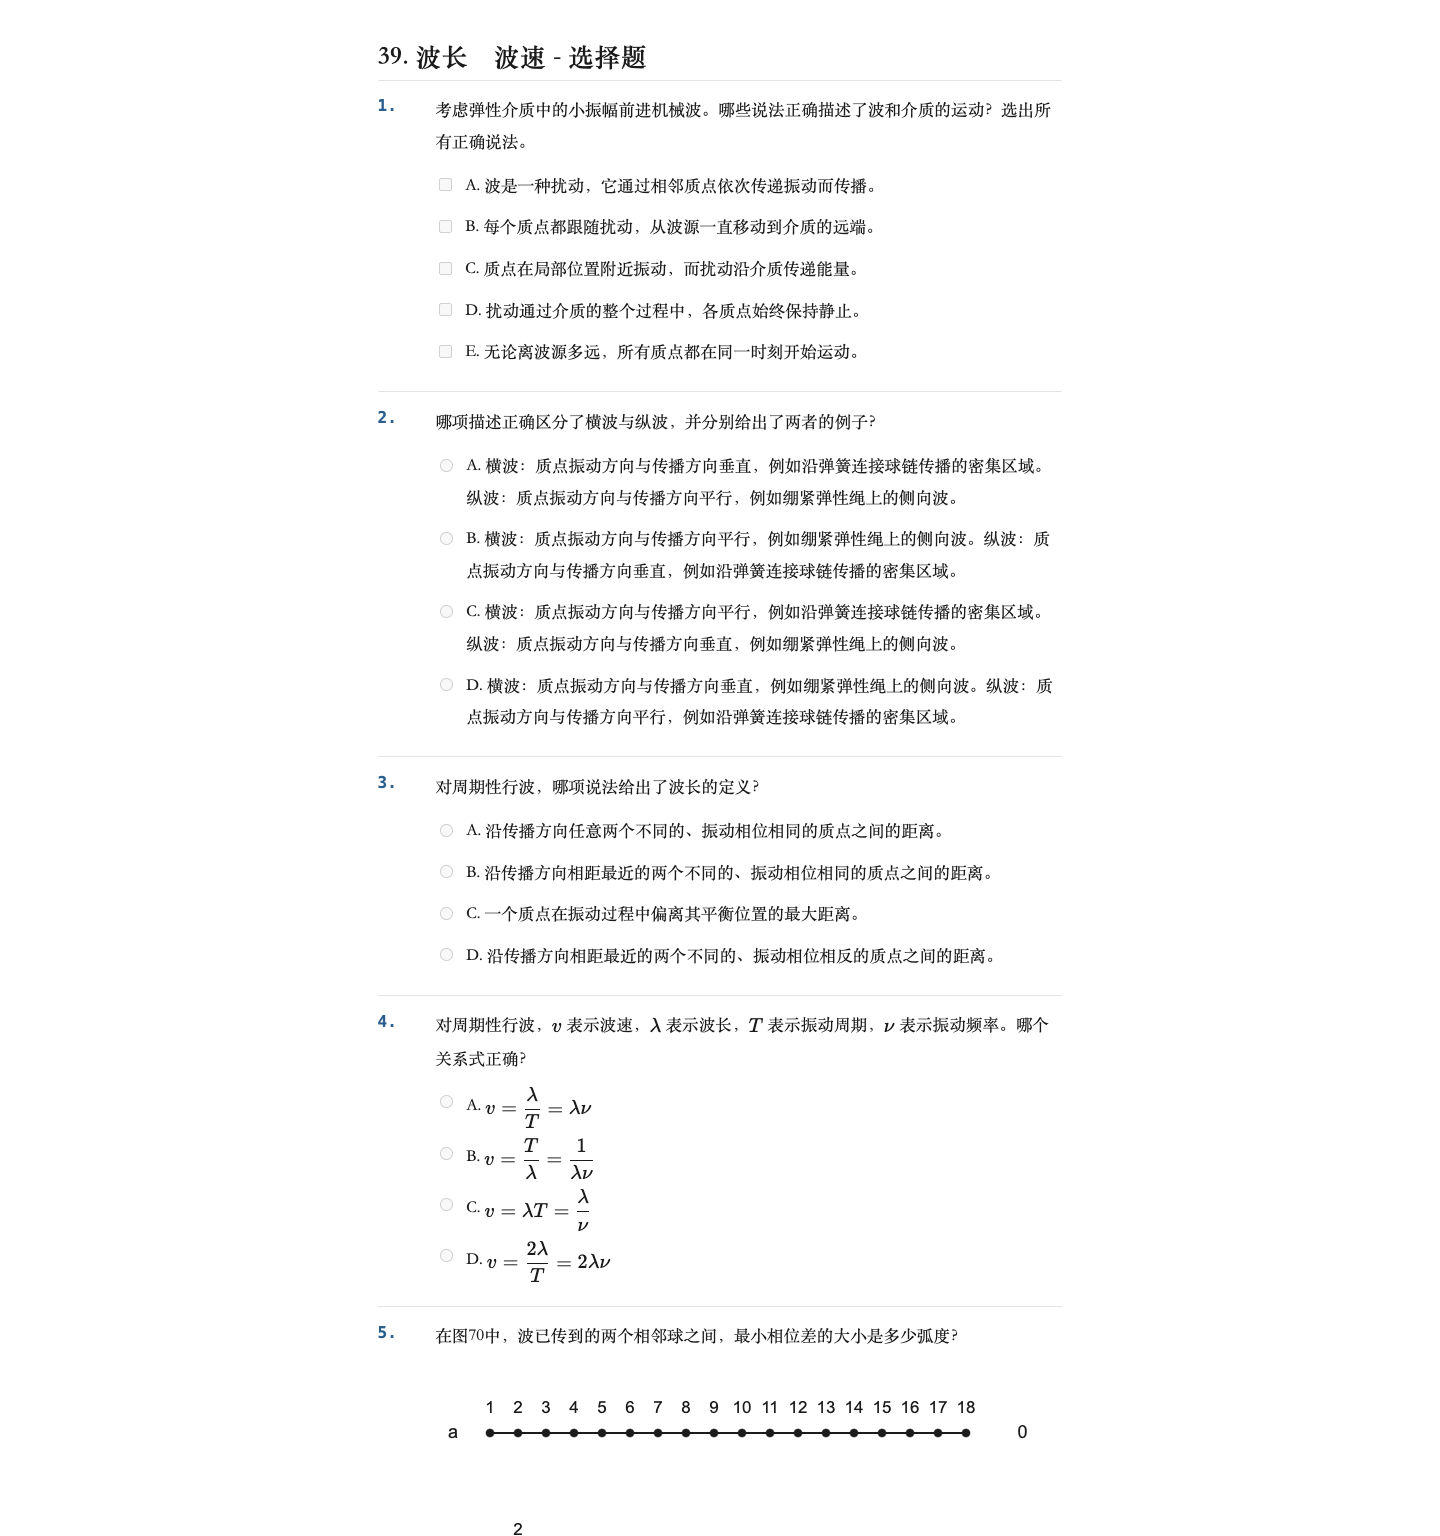 39. 波长　波速 - 选择题
1.
考虑弹性介质中的小振幅前进机械波。哪些说法正确描述了波和介质的运动？选出所
有正确说法。
A. 波是一种扰动，它通过相邻质点依次传递振动而传播。
B. 每个质点都跟随扰动，从波源一直移动到介质的远端。
C. 质点在局部位置附近振动，而扰动沿介质传递能量。
D. 扰动通过介质的整个过程中，各质点始终保持静止。
E. 无论离波源多远，所有质点都在同一时刻开始运动。
2.
哪项描述正确区分了横波与纵波，并分别给出了两者的例子？
A. 横波：质点振动方向与传播方向垂直，例如沿弹簧连接球链传播的密集区域。
纵波：质点振动方向与传播方向平行，例如绷紧弹性绳上的侧向波。
B. 横波：质点振动方向与传播方向平行，例如绷紧弹性绳上的侧向波。纵波：质
点振动方向与传播方向垂直，例如沿弹簧连接球链传播的密集区域。
C. 横波：质点振动方向与传播方向平行，例如沿弹簧连接球链传播的密集区域。
纵波：质点振动方向与传播方向垂直，例如绷紧弹性绳上的侧向波。
D. 横波：质点振动方向与传播方向垂直，例如绷紧弹性绳上的侧向波。纵波：质
点振动方向与传播方向平行，例如沿弹簧连接球链传播的密集区域。
3.
对周期性行波，哪项说法给出了波长的定义？
A. 沿传播方向任意两个不同的、振动相位相同的质点之间的距离。
B. 沿传播方向相距最近的两个不同的、振动相位相同的质点之间的距离。
C. 一个质点在振动过程中偏离其平衡位置的最大距离。
D. 沿传播方向相距最近的两个不同的、振动相位相反的质点之间的距离。
4.
对周期性行波，v 表示波速，λ 表示波长，T 表示振动周期，ν 表示振动频率。哪个
关系式正确？
A. v = λ/T = λν
B. v = T/λ = 1/λν
C. v = λT = λ/ν
D. v = 2λ/T = 2λν
5.
在图70中，波已传到的两个相邻球之间，最小相位差的大小是多少弧度？
1 2 3 4 5 6 7 8 9 10 11 12 13 14 15 16 17 18
a 0
2